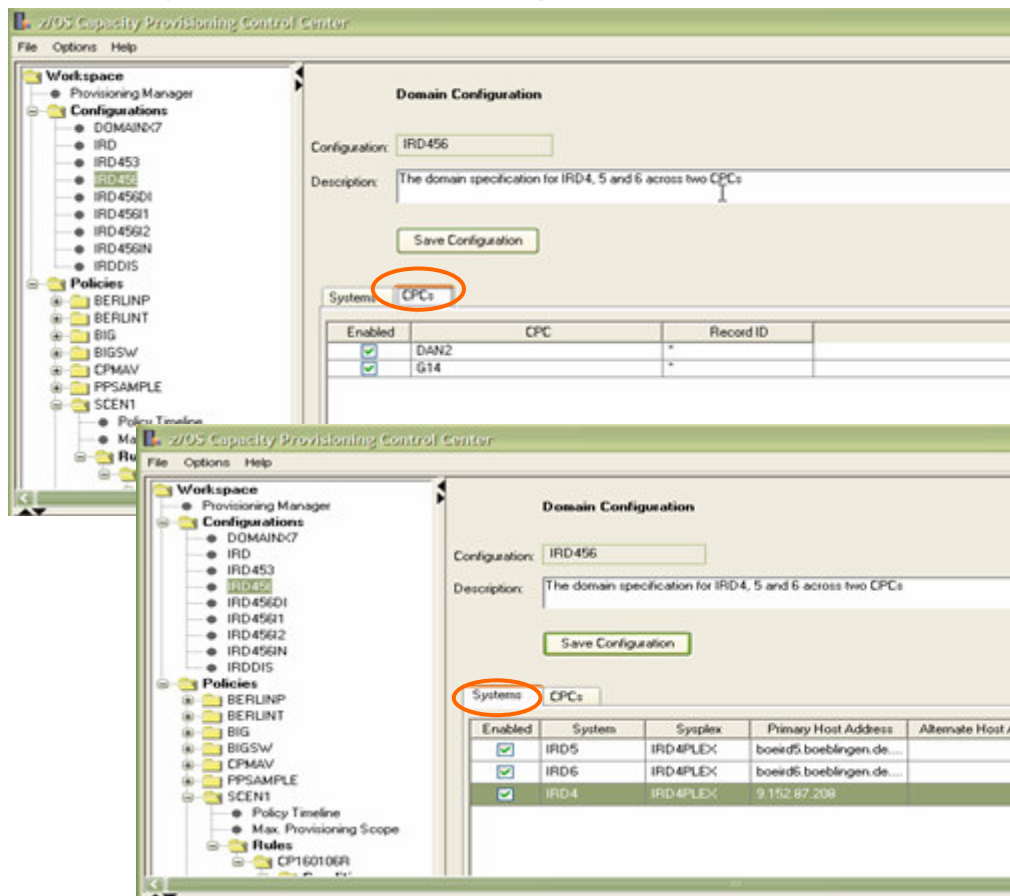 z/OS Capacity Provisioning Control Center
File Options Help
Workspace
Provisioning Manager
Configurations
DOMAINX7
IRD
IRD453
IRD456
IRD456DI
IRD456I1
IRD456I2
IRD456IN
IRDDIS
Policies
BERLINP
BERLINT
BIG
BIGSW
CPMAV
PPSAMPLE
SCEN1
Policy Timeline
Domain Configuration
Configuration: IRD456
Description: The domain specification for IRD4, 5 and 6 across two CPCs
Save Configuration
Systems CPCs
Enabled CPC Record ID
DAN2 *
G14 *
z/OS Capacity Provisioning Control Center
File Options Help
Workspace
Provisioning Manager
Configurations
DOMAINX7
IRD
IRD453
IRD456
IRD456DI
IRD456I1
IRD456I2
IRD456IN
IRDDIS
Policies
BERLINP
BERLINT
BIG
BIGSW
CPMAV
PPSAMPLE
SCEN1
Policy Timeline
Max. Provisioning Scope
Rules
CP160106R
Domain Configuration
Configuration: IRD456
Description: The domain specification for IRD4, 5 and 6 across two CPCs
Save Configuration
Systems CPCs
Enabled System Sysplex Primary Host Address Alternate Host
IRD5 IRD4PLEX boeird5.boeblingen.de....
IRD6 IRD4PLEX boeird6.boeblingen.de....
IRD4 IRD4PLEX 9.152.87.208